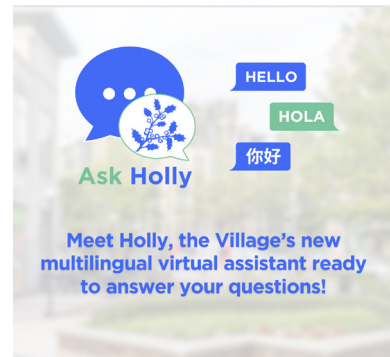 HELLO
HOLA
你好
Ask Holly
Meet Holly, the Village's new
multilingual virtual assistant ready
to answer your questions!